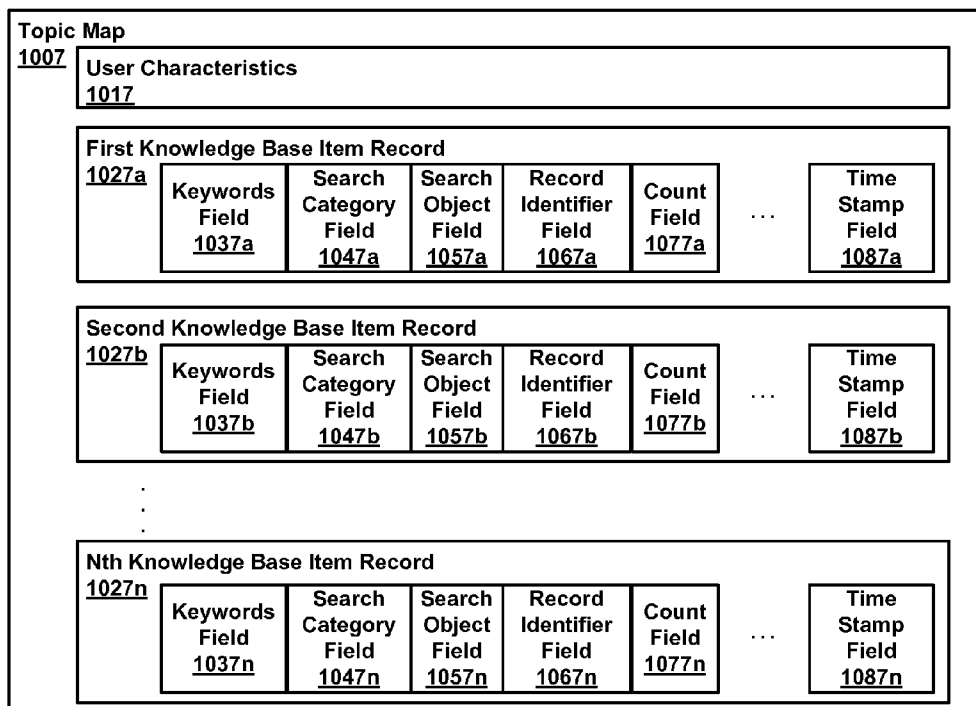 Topic Map
1007
User Characteristics
1017
First Knowledge Base Item Record
1027a
Keywords
Field
1037a
Search
Category
Field
1047a
Search
Object
Field
1057a
Record
Identifier
Field
1067a
Count
Field
1077a
...
Time
Stamp
Field
1087a
Second Knowledge Base Item Record
1027b
Keywords
Field
1037b
Search
Category
Field
1047b
Search
Object
Field
1057b
Record
Identifier
Field
1067b
Count
Field
1077b
...
Time
Stamp
Field
1087b
.
.
.
Nth Knowledge Base Item Record
1027n
Keywords
Field
1037n
Search
Category
Field
1047n
Search
Object
Field
1057n
Record
Identifier
Field
1067n
Count
Field
1077n
...
Time
Stamp
Field
1087n